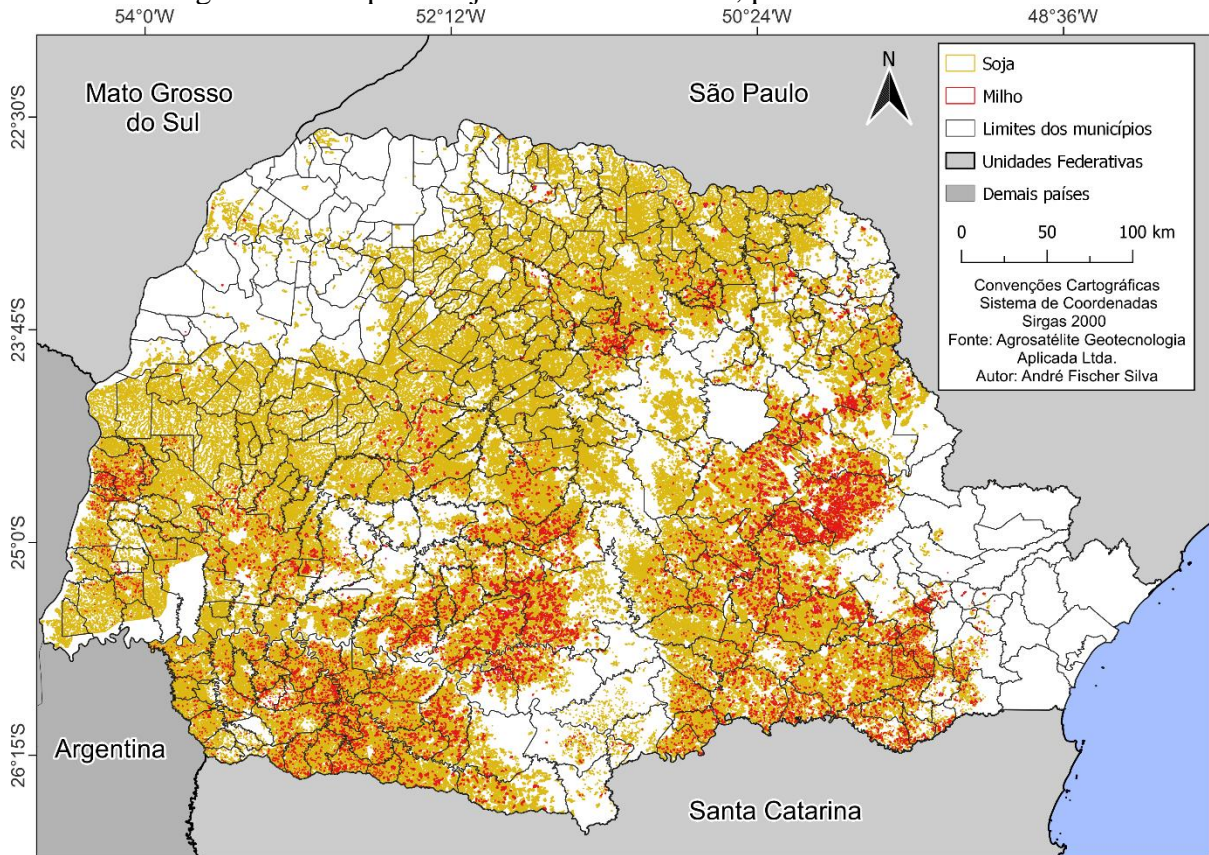 54°0'W 52°12'W 50°24'W 48°36'W
22°30'S
23°45'S
25°0'S
26°15'S
Mato Grosso
do Sul
São Paulo
N
Soja
Milho
Limites dos municípios
Unidades Federativas
Demais países
0 50 100 km
Convenções Cartográficas
Sistema de Coordenadas
Sirgas 2000
Fonte: Agrosatélite Geotecnologia
Aplicada Ltda.
Autor: André Fischer Silva
Argentina
Santa Catarina